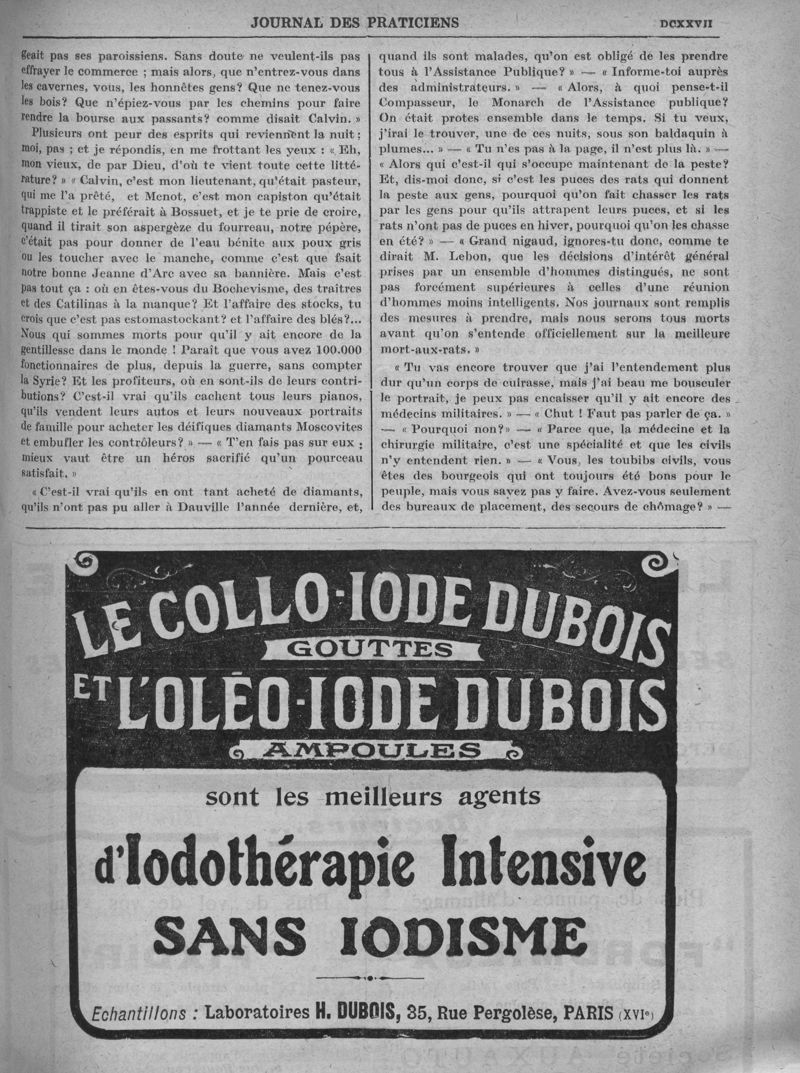 JOURNAL DES PRATICIENS
DCXXVII
geait pas ses paroissiens. Sans doute ne veulent-ils pas
effrayer le commerce ; mais alors, que n'entrez-vous dans
les cavernes, vous, les honnêtes gens? Que ne tenez-vous
les bois? Que n'épiez-vous par les chemins pour faire
rendre la bourse aux passants? comme disait Calvin. »
Plusieurs ont peur des esprits qui reviennent la nuit ;
moi, pas ; et je répondis, en me frottant les yeux : « Eh,
mon vieux, de par Dieu, d'où te vient toute cette litté-
rature? » « Calvin, c'est mon lieutenant, qu'était pasteur,
qui me l'a prêté, et Menot, c'est mon capiston qu'était
trappiste et le préférait à Bossuet, et je te prie de croire,
quand il tirait son aspergèze du fourreau, notre pépère,
c'était pas pour donner de l'eau bénite aux poux gris
ou les toucher avec le manche, comme c'est que fsait
notre bonne Jeanne d'Arc avec sa bannière. Mais c'est
pas tout ça : où en êtes-vous du Bochevisme, des traitres
et des Catilinas à la manque? Et l'affaire des stocks, tu
crois que c'est pas estomastockant? et l'affaire des blés?...
Nous qui sommes morts pour qu'il y ait encore de la
gentillesse dans le monde ! Paraît que vous avez 100.000
fonctionnaires de plus, depuis la guerre, sans compter
la Syrie? Et les profiteurs, où en sont-ils de leurs contri-
butions? C'est-il vrai qu'ils cachent tous leurs pianos,
qu'ils vendent leurs autos et leurs nouveaux portraits
de famille pour acheter les déifiques diamants Moscovites
et embufler les contrôleurs? » — « T'en fais pas sur eux ;
mieux vaut être un héros sacrifié qu'un pourceau
satisfait. »
« C'est-il vrai qu'ils en ont tant acheté de diamants,
qu'ils n'ont pas pu aller à Dauville l'année dernière, et,
quand ils sont malades, qu'on est obligé de les prendre
tous à l'Assistance Publique? » — « Informe-toi auprès
des administrateurs. » — « Alors, à quoi pense-t-il
Compasseur, le Monarch de l'Assistance publique?
On était protes ensemble dans le temps. Si tu veux,
j'irai le trouver, une de ces nuits, sous son baldaquin à
plumes... » — « Tu n'es pas à la page, il n'est plus là. » —
« Alors qui c'est-il qui s'occupe maintenant de la peste?
Et, dis-moi donc, si c'est les puces des rats qui donnent
la peste aux gens, pourquoi qu'on fait chasser les rats
par les gens pour qu'ils attrapent leurs puces, et si les
rats n'ont pas de puces en hiver, pourquoi qu'on les chasse
en été? » — « Grand nigaud, ignores-tu donc, comme te
dirait M. Lebon, que les décisions d'intérêt général
prises par un ensemble d'hommes distingués, ne sont
pas forcément supérieures à celles d'une réunion
d'hommes moins intelligents. Nos journaux sont remplis
des mesures à prendre, mais nous serons tous morts
avant qu'on s'entende officiellement sur la meilleure
mort-aux-rats. »
« Tu vas encore trouver que j'ai l'entendement plus
dur qu'un corps de cuirasse, mais j'ai beau me bousculer
le portrait, je peux pas encaisser qu'il y ait encore des
médecins militaires. » — « Chut ! Faut pas parler de ça. »
— « Pourquoi non? » — « Parce que, la médecine et la
chirurgie militaire, c'est une spécialité et que les civils
n'y entendent rien. » — « Vous, les toubibs civils, vous
êtes des bourgeois qui ont toujours été bons pour le
peuple, mais vous savez pas y faire. Avez-vous seulement
des bureaux de placement, des secours de chômage? » —
LE COLLO-IODE DUBOIS
GOUTTES
ET L'OLÉO-IODE DUBOIS
AMPOULES
sont les meilleurs agents
d'Iodothérapie Intensive
SANS IODISME
Echantillons : Laboratoires H. DUBOIS, 35, Rue Pergolèse, PARIS (XVIe)